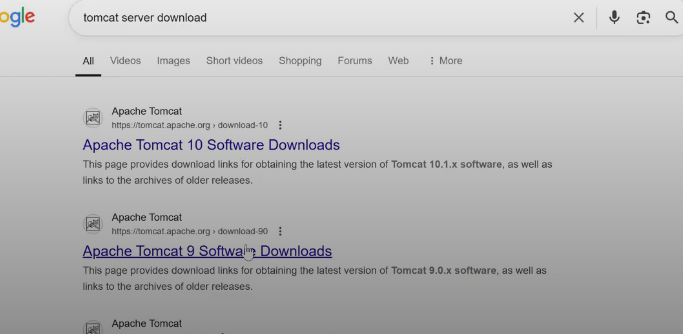 ogle
tomcat server download
All Videos Images Short videos Shopping Forums Web More
Apache Tomcat
https://tomcat.apache.org › download-10
Apache Tomcat 10 Software Downloads
This page provides download links for obtaining the latest version of Tomcat 10.1.x software, as well as
links to the archives of older releases.
Apache Tomcat
https://tomcat.apache.org › download-90
Apache Tomcat 9 Software Downloads
This page provides download links for obtaining the latest version of Tomcat 9.0.x software, as well as
links to the archives of older releases.
Apache Tomcat